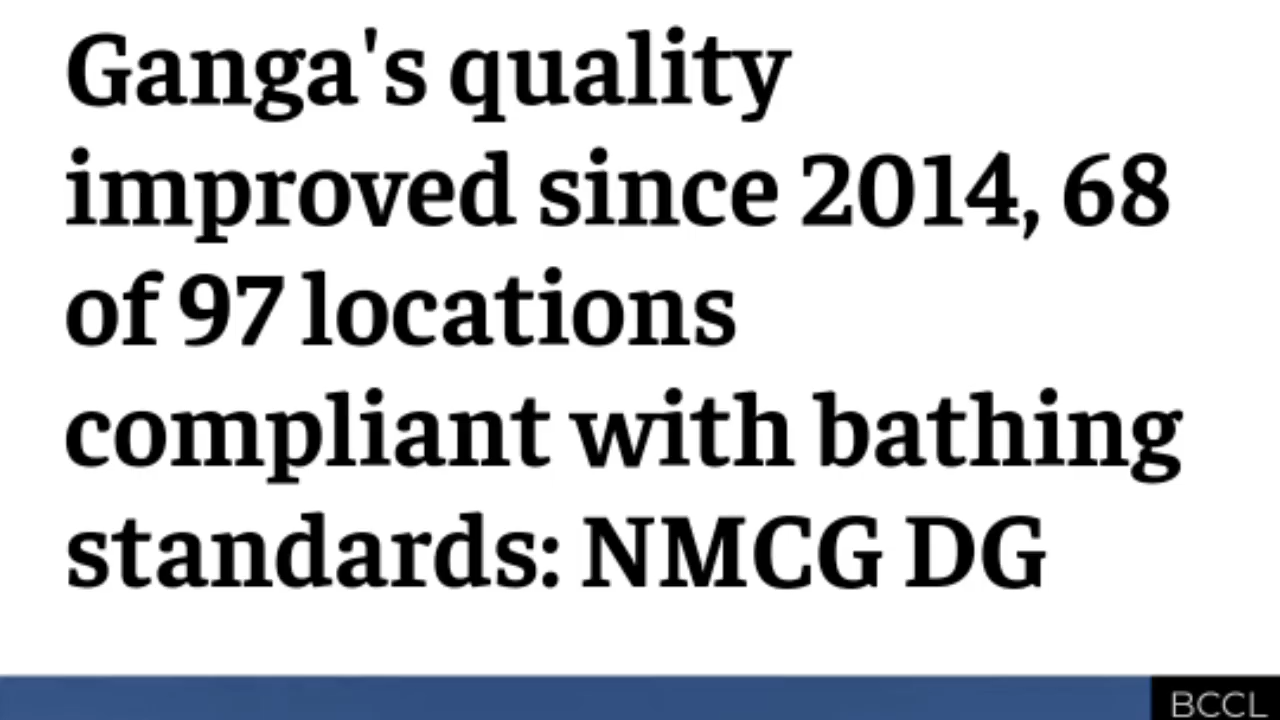 Ganga's quality
improved since 2014, 68
of 97 locations
compliant with bathing
standards: NMCG DG
BCCL